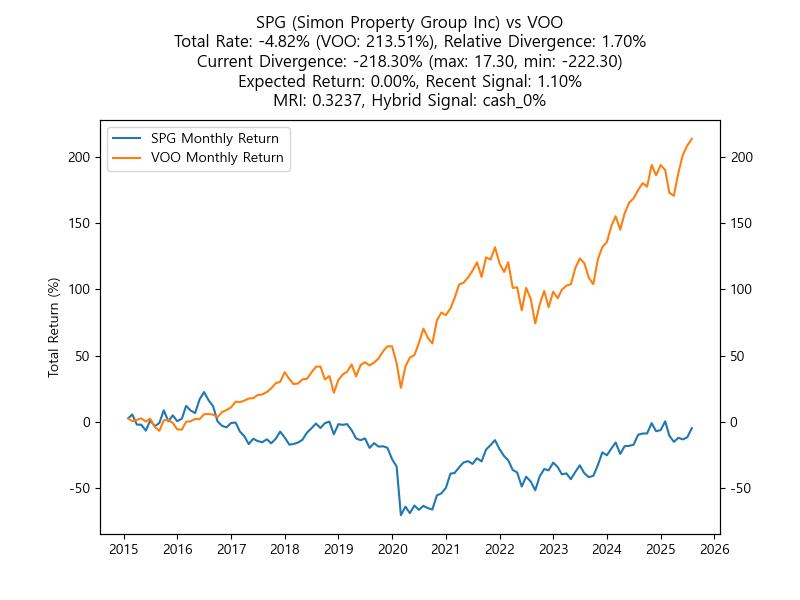 SPG (Simon Property Group Inc) vs VOO
Total Rate: -4.82% (VOO: 213.51%), Relative Divergence: 1.70%
Current Divergence: -218.30% (max: 17.30, min: -222.30)
Expected Return: 0.00%, Recent Signal: 1.10%
MRI: 0.3237, Hybrid Signal: cash_0%
SPG Monthly Return
VOO Monthly Return
Total Return (%)
200
150
100
50
0
-50
200
150
100
50
0
-50
2015 2016 2017 2018 2019 2020 2021 2022 2023 2024 2025 2026